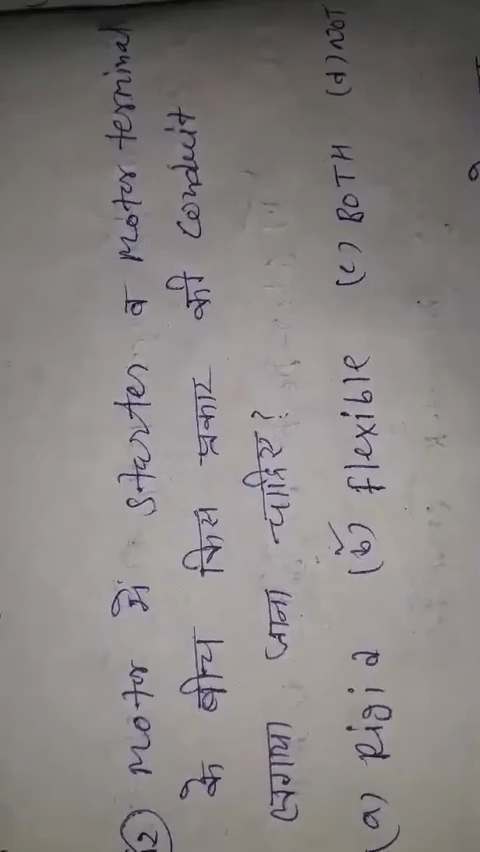 12) Motor में starter व motor terminal
के बीच किस प्रकार की conduit
लगाया जाना चाहिए?
(a) Rigid (b) flexible (c) BOTH (d) NOT